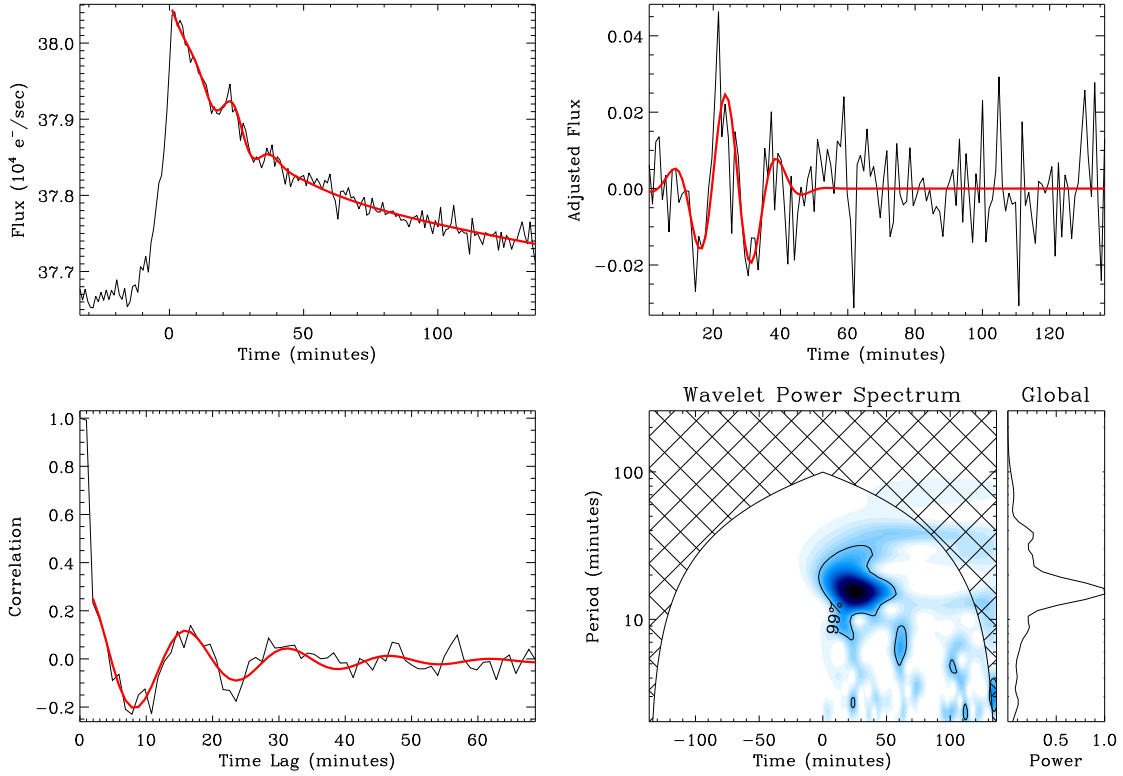 38.0
37.9
37.8
37.7
Flux (10⁴ e⁻/sec)
0 50 100
Time (minutes)
0.04
0.02
0.00
−0.02
Adjusted Flux
20 40 60 80 100 120
Time (minutes)
1.0
0.8
0.6
0.4
0.2
0.0
−0.2
Correlation
0 10 20 30 40 50 60
Time Lag (minutes)
Wavelet Power Spectrum
Global
100
10
Period (minutes)
99%
−100 −50 0 50 100
Time (minutes)
0.5 1.0
Power